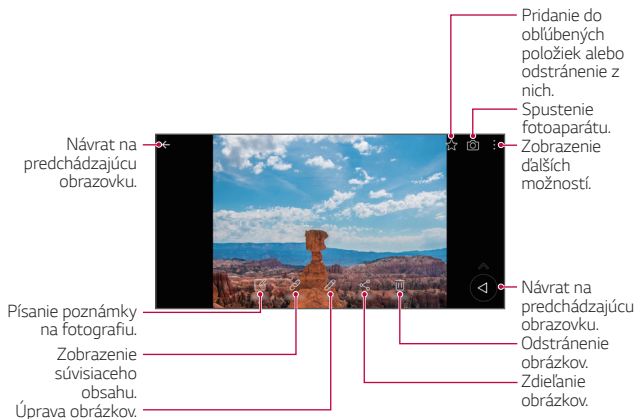 Pridanie do
obľúbených
položiek alebo
odstránenie z
nich.
Spustenie
fotoaparátu.
Zobrazenie
ďalších
možností.
Návrat na
predchádzajúcu
obrazovku.
Návrat na
predchádzajúcu
obrazovku.
Odstránenie
obrázkov.
Zdieľanie
obrázkov.
Písanie poznámky
na fotografiu.
Zobrazenie
súvisiaceho
obsahu.
Úprava obrázkov.